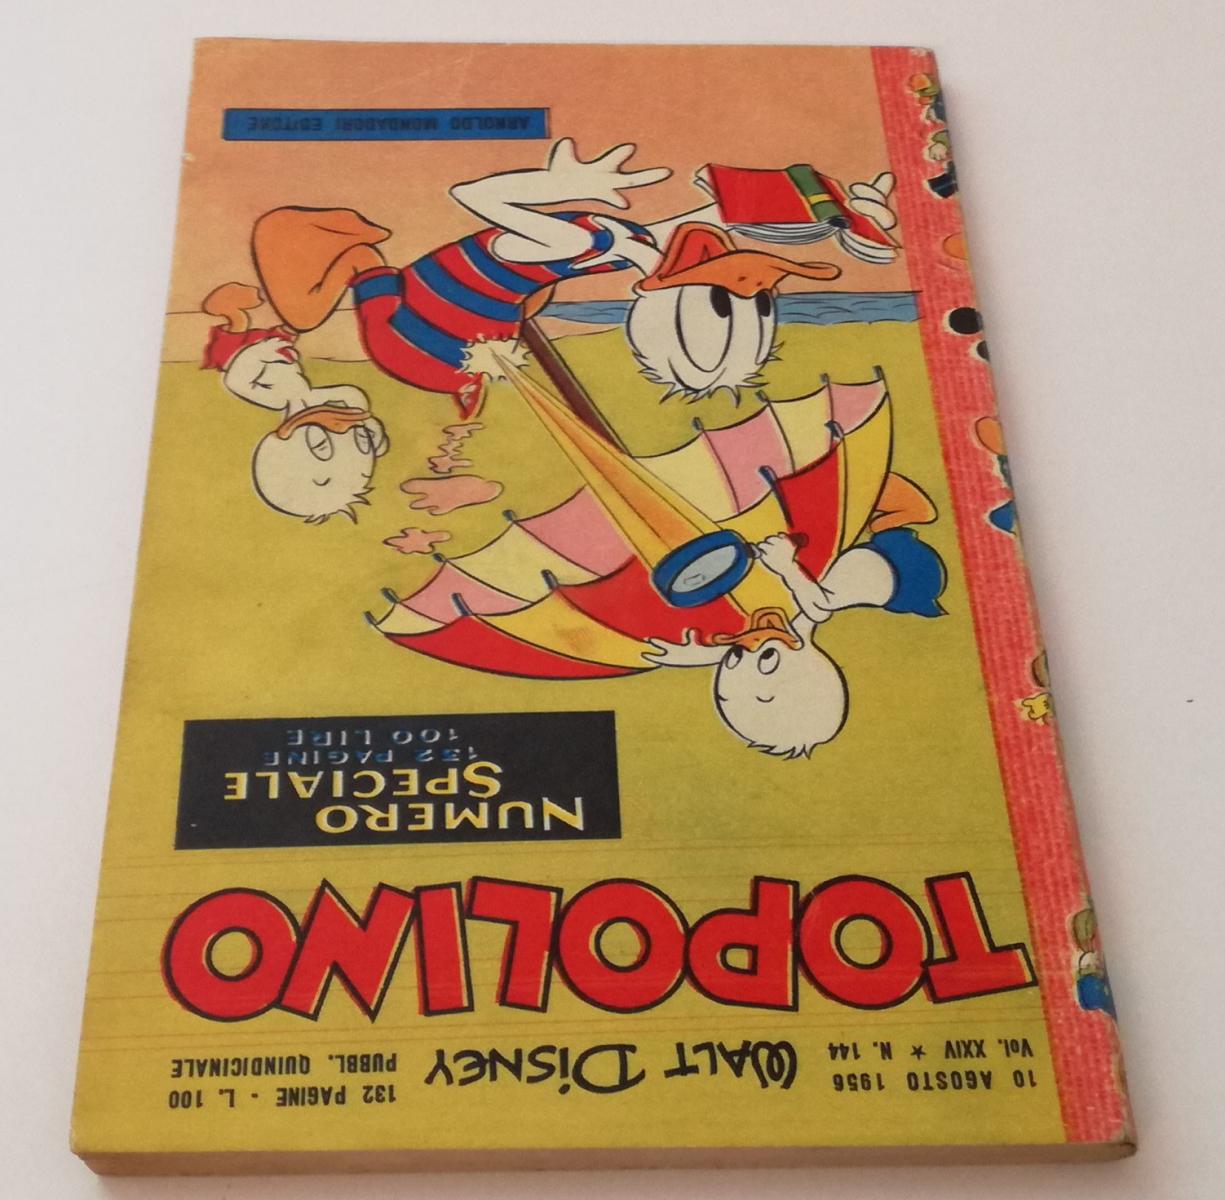 10 AGOSTO 1956
Vol. XXIV ★ N. 144
WALT DISNEY
132 PAGINE - L. 100
PUBBL. QUINDICINALE
TOPOLINO
NUMERO
SPECIALE
132 PAGINE
100 LIRE
ARNOLDO MONDADORI EDITORE